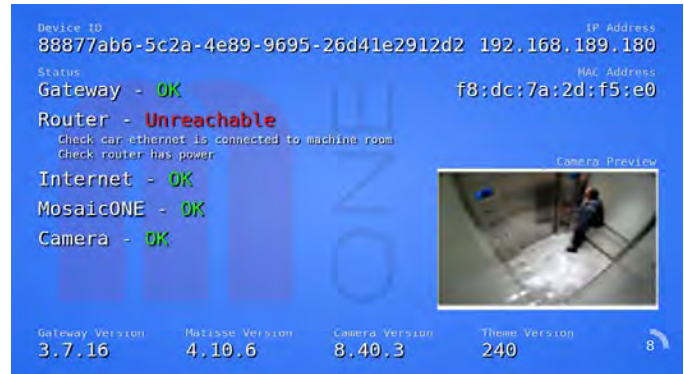 Device ID
IP Address
88877ab6-5c2a-4e89-9695-26d41e2912d2 192.168.189.180
Status
MAC Address
Gateway - OK
f8:dc:7a:2d:f5:e0
Router - Unreachable
Check car ethernet is connected to machine room
Check router has power
Camera Preview
Internet - OK
MosaicONE - OK
Camera - OK
ONE
Gateway Version
Matisse Version
Camera Version
Theme Version
3.7.16
4.10.6
8.40.3
240
8